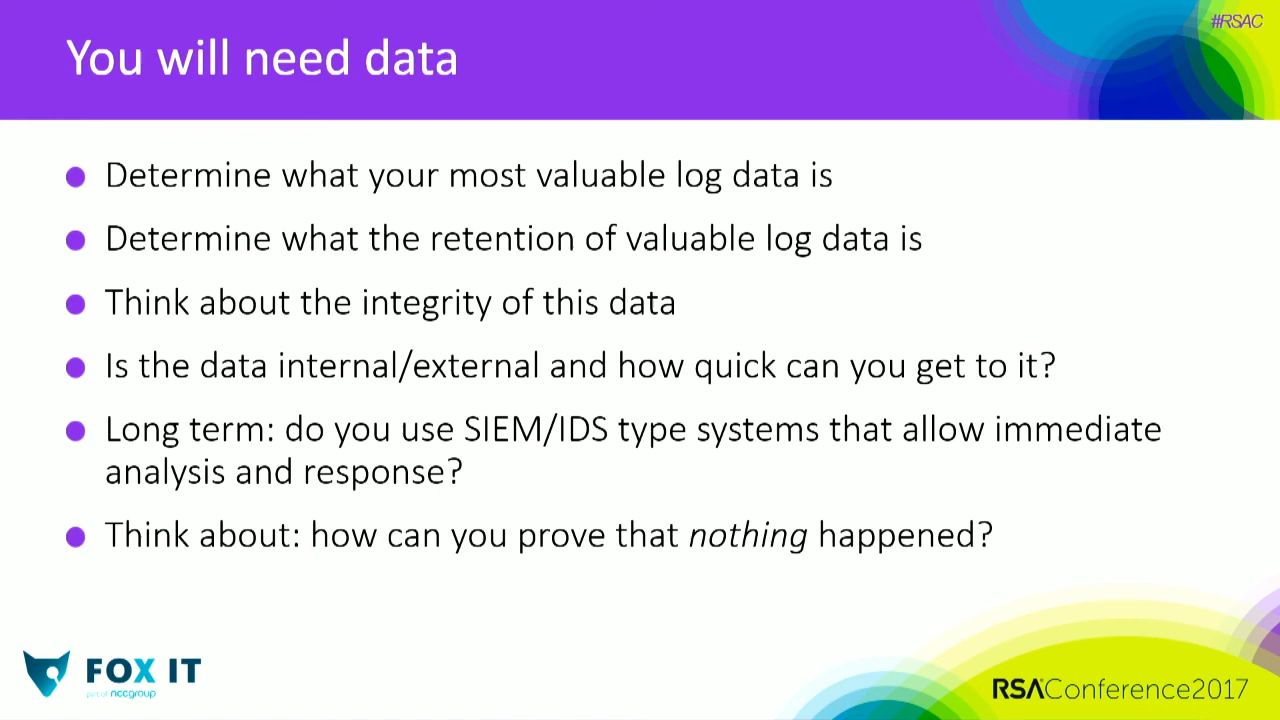 #RSAC
You will need data
Determine what your most valuable log data is
Determine what the retention of valuable log data is
Think about the integrity of this data
Is the data internal/external and how quick can you get to it?
Long term: do you use SIEM/IDS type systems that allow immediate
analysis and response?
Think about: how can you prove that nothing happened?
FOX IT
part of nccgroup
RSAConference2017